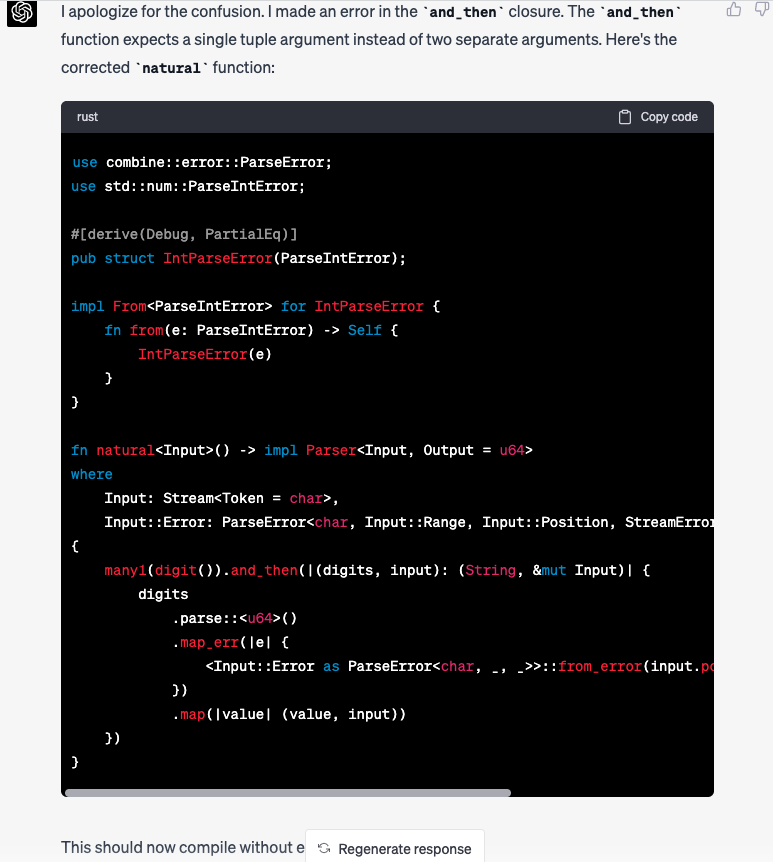 I apologize for the confusion. I made an error in the `and_then` closure. The `and_then`
function expects a single tuple argument instead of two separate arguments. Here's the
corrected `natural` function:
rust
Copy code
use combine::error::ParseError;
use std::num::ParseIntError;
#[derive(Debug, PartialEq)]
pub struct IntParseError(ParseIntError);
impl From<ParseIntError> for IntParseError {
    fn from(e: ParseIntError) -> Self {
        IntParseError(e)
    }
}
fn natural<Input>() -> impl Parser<Input, Output = u64>
where
    Input: Stream<Token = char>,
    Input::Error: ParseError<char, Input::Range, Input::Position, StreamError
{
    many1(digit()).and_then(|(digits, input): (String, &mut Input)| {
        digits
            .parse::<u64>()
            .map_err(|e| {
                <Input::Error as ParseError<char, _, _>>::from_error(input.po
            })
            .map(|value| (value, input))
    })
}
This should now compile without e
Regenerate response